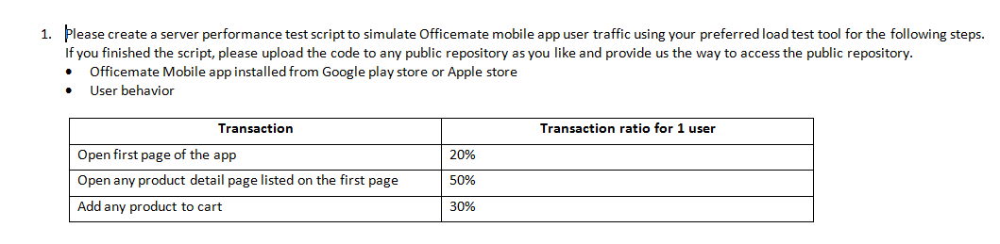 1. Please create a server performance test script to simulate Officemate mobile app user traffic using your preferred load test tool for the following steps.
If you finished the script, please upload the code to any public repository as you like and provide us the way to access the public repository.
• Officemate Mobile app installed from Google play store or Apple store
• User behavior
Transaction Transaction ratio for 1 user
Open first page of the app 20%
Open any product detail page listed on the first page 50%
Add any product to cart 30%